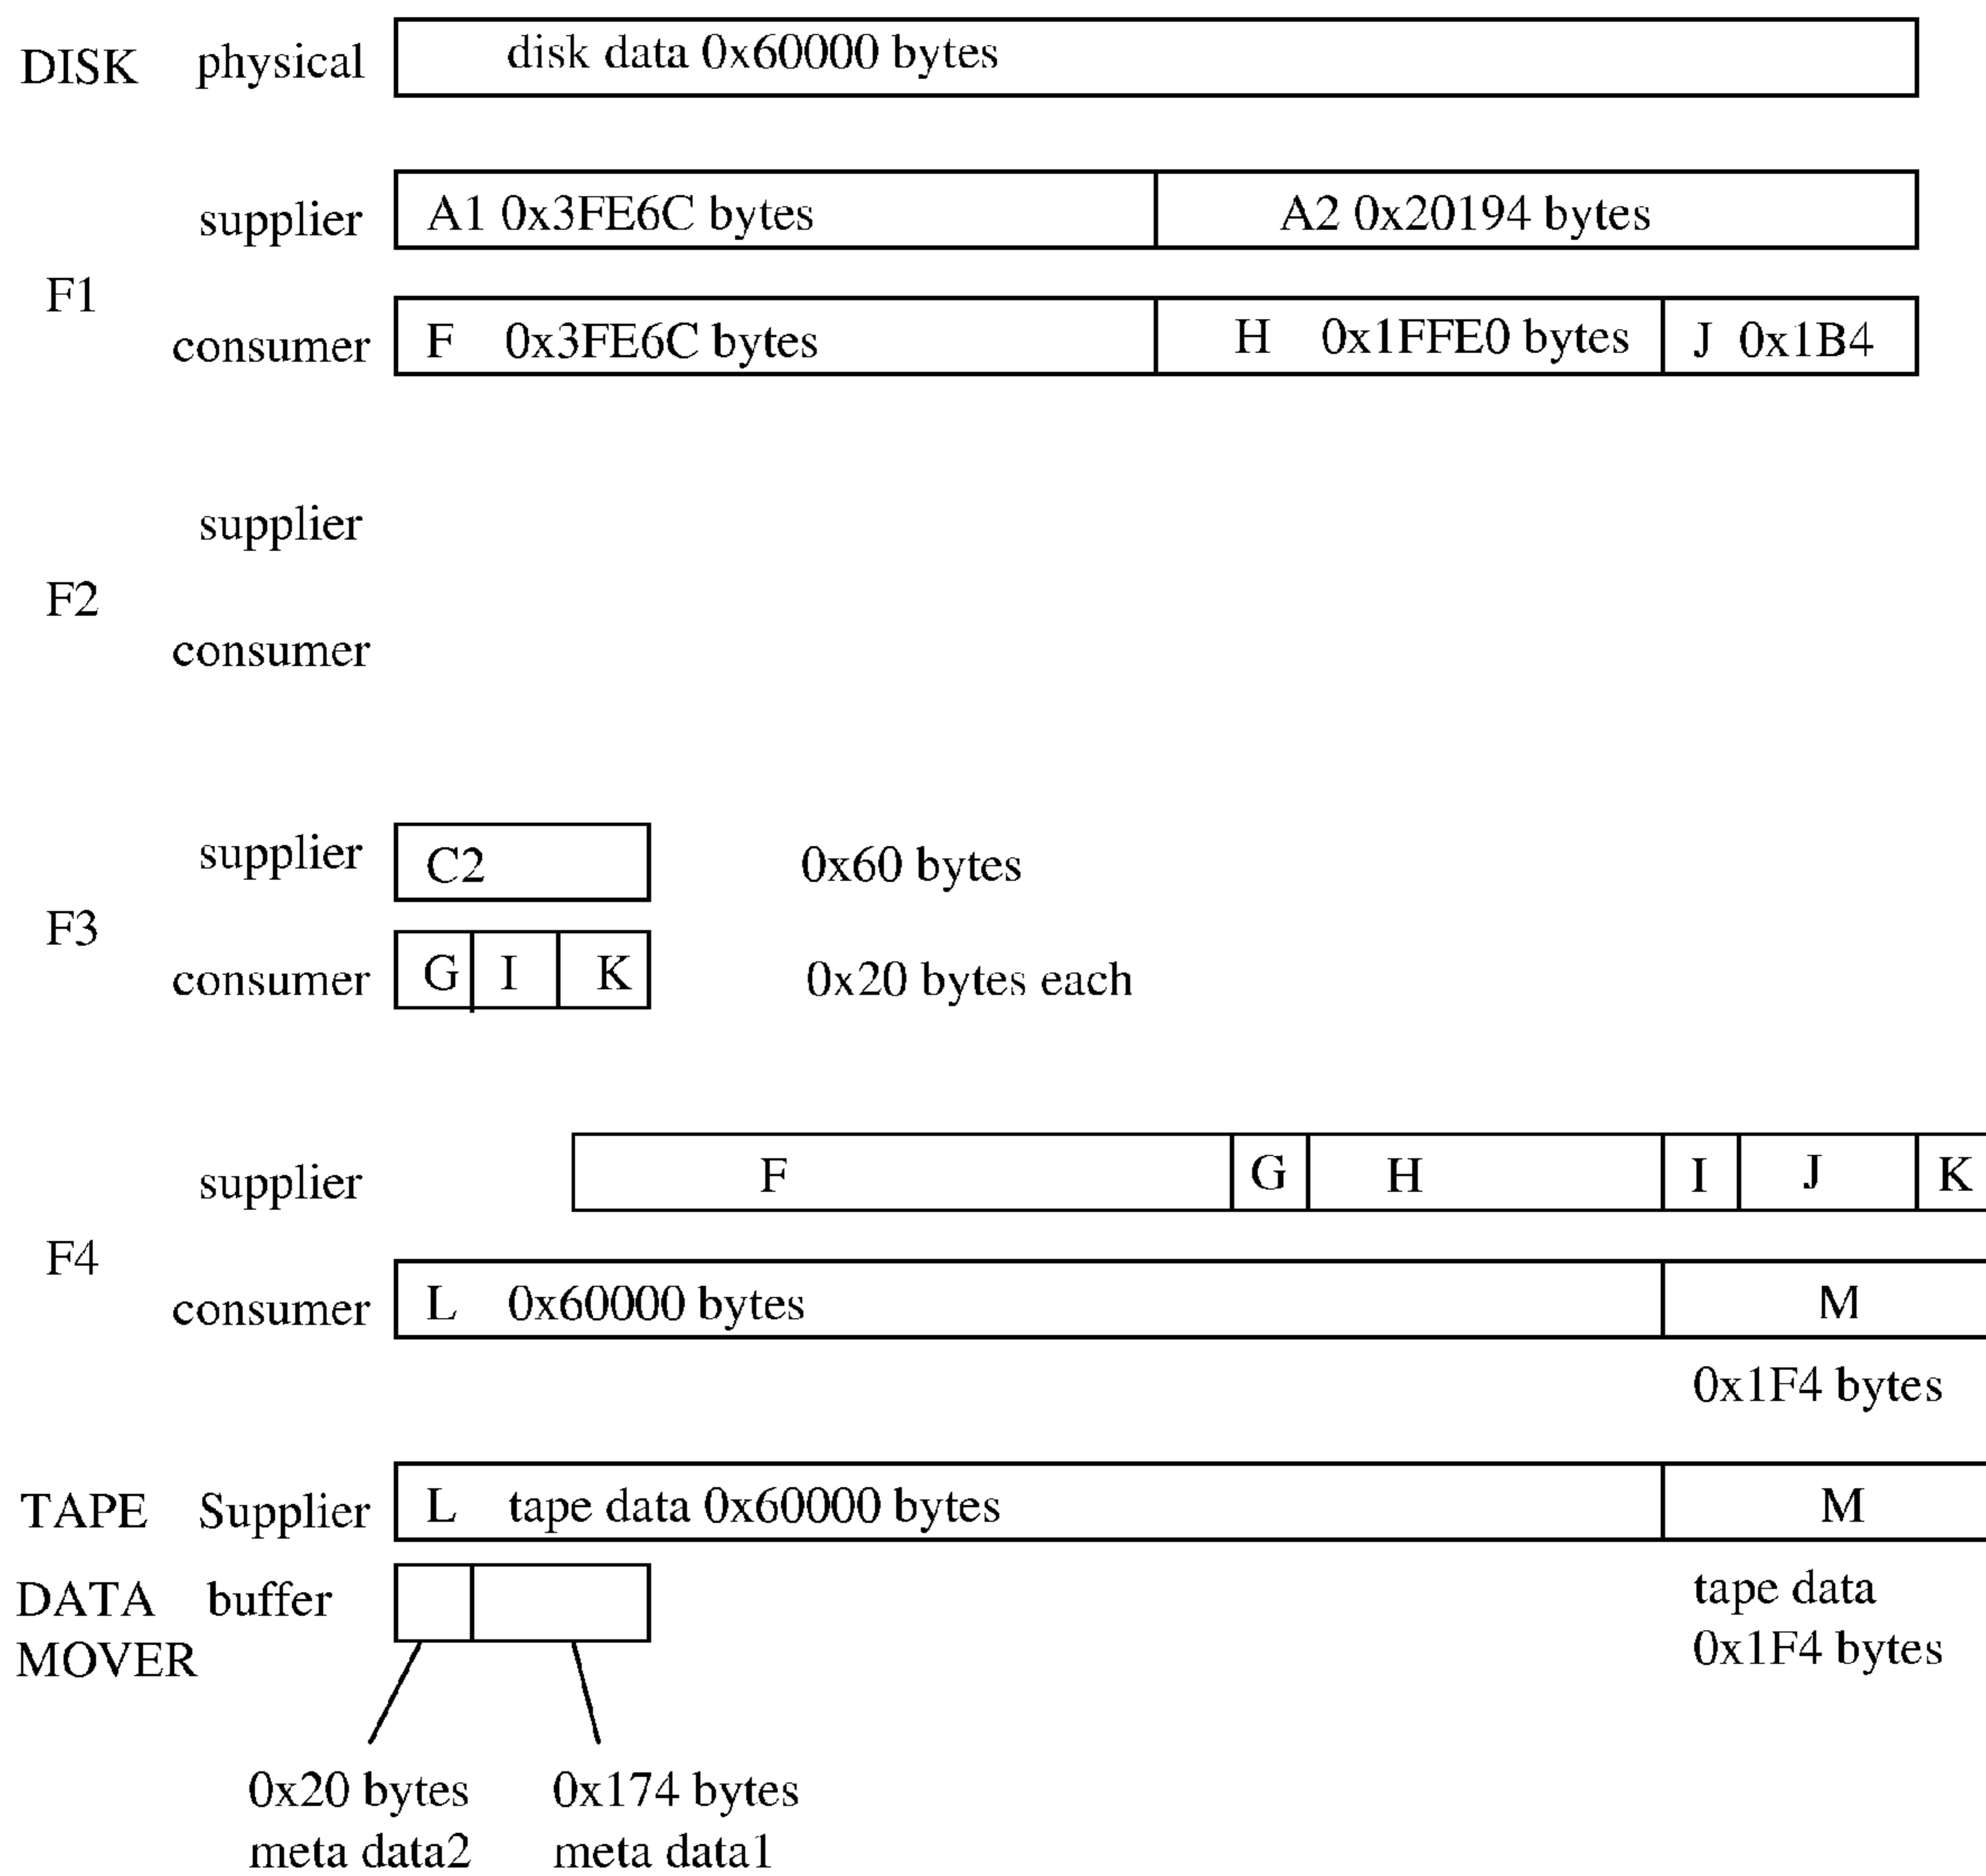 DISK physical disk data 0x60000 bytes
supplier A1 0x3FE6C bytes A2 0x20194 bytes
F1
consumer F 0x3FE6C bytes H 0x1FFE0 bytes J 0x1B4
supplier
F2
consumer
supplier C2 0x60 bytes
F3
consumer G I K 0x20 bytes each
supplier F G H I J K
F4
consumer L 0x60000 bytes M
0x1F4 bytes
TAPE Supplier L tape data 0x60000 bytes M
DATA buffer tape data
MOVER 0x1F4 bytes
0x20 bytes 0x174 bytes
meta data2 meta data1